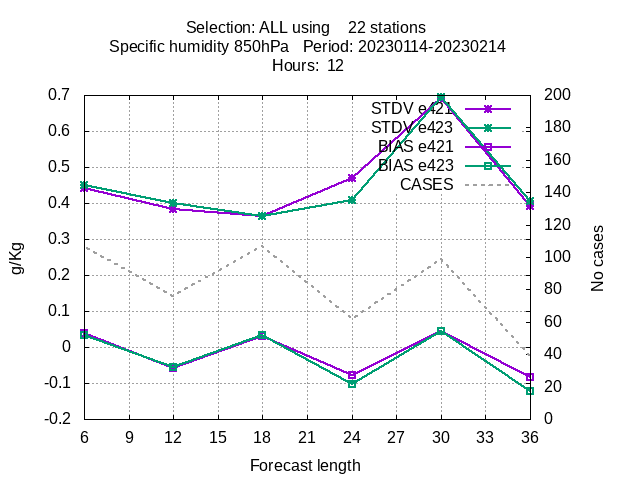 Selection: ALL using 22 stations
Specific humidity 850hPa Period: 20230114-20230214
Hours: 12
0.7
0.6
0.5
0.4
0.3
0.2
0.1
0
-0.1
-0.2
g/Kg
STDV e421
STDV e423
BIAS e421
BIAS e423
CASES
200
180
160
140
120
100
80
60
40
20
0
No cases
6 9 12 15 18 21 24 27 30 33 36
Forecast length